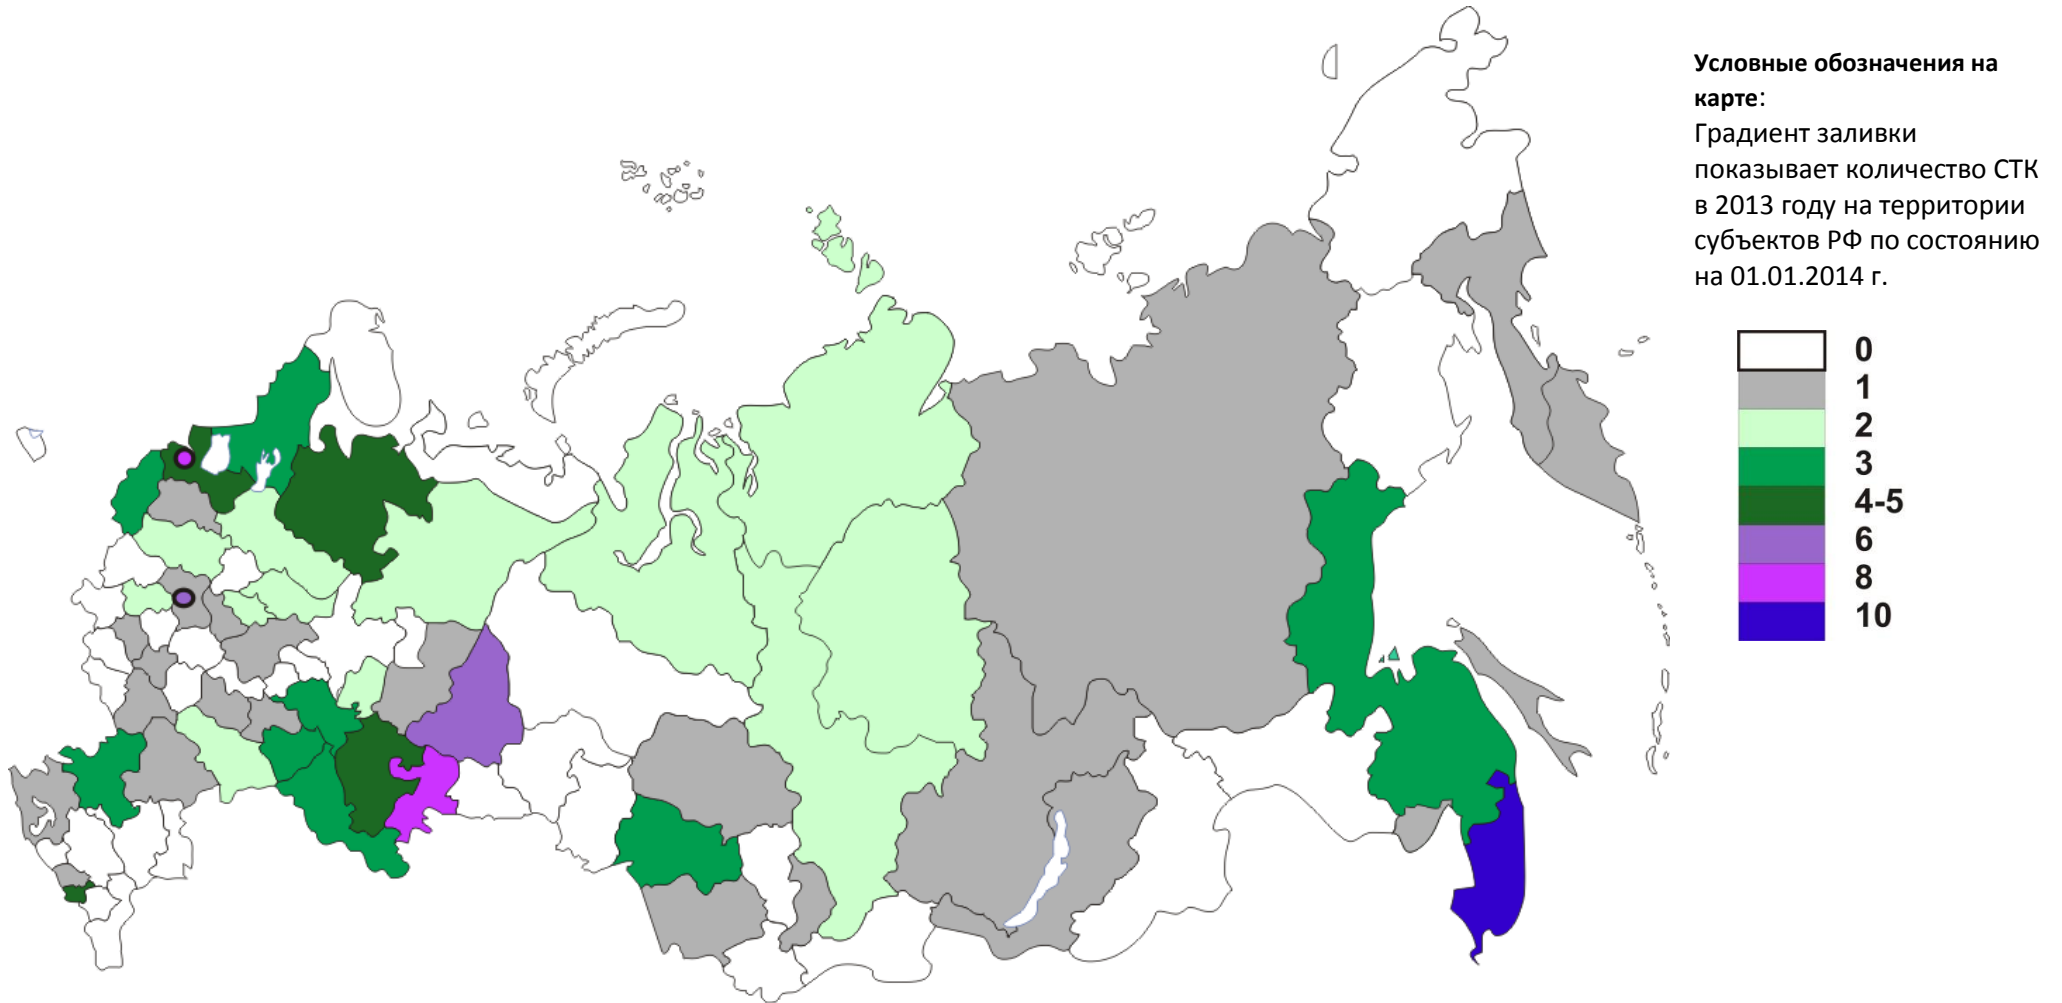 Условные обозначения на
карте:
Градиент заливки
показывает количество СТК
в 2013 году на территории
субъектов РФ по состоянию
на 01.01.2014 г.
0
1
2
3
4-5
6
8
10